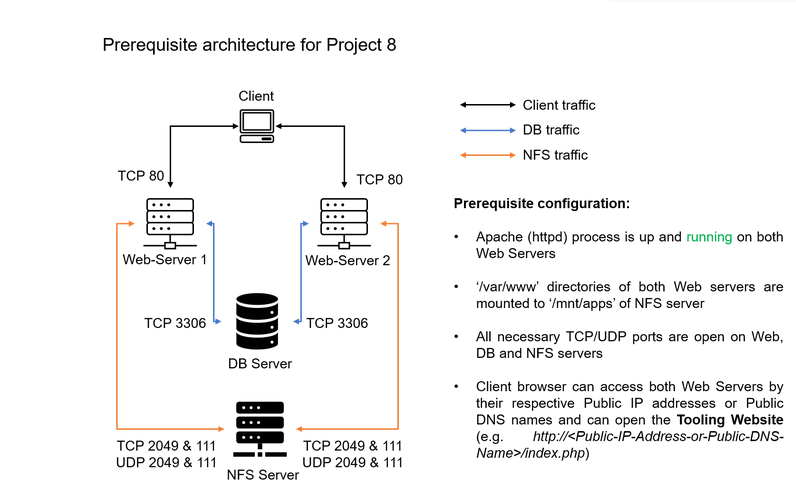 Prerequisite architecture for Project 8
Client
Client traffic
DB traffic
NFS traffic
TCP 80
TCP 80
Web-Server 1
Web-Server 2
TCP 3306
TCP 3306
DB Server
TCP 2049 & 111
UDP 2049 & 111
TCP 2049 & 111
UDP 2049 & 111
NFS Server
Prerequisite configuration:
• Apache (httpd) process is up and running on both
Web Servers
• ‘/var/www’ directories of both Web servers are
mounted to ‘/mnt/apps’ of NFS server
• All necessary TCP/UDP ports are open on Web,
DB and NFS servers
• Client browser can access both Web Servers by
their respective Public IP addresses or Public
DNS names and can open the Tooling Website
(e.g. http://<Public-IP-Address-or-Public-DNS-
Name>/index.php)